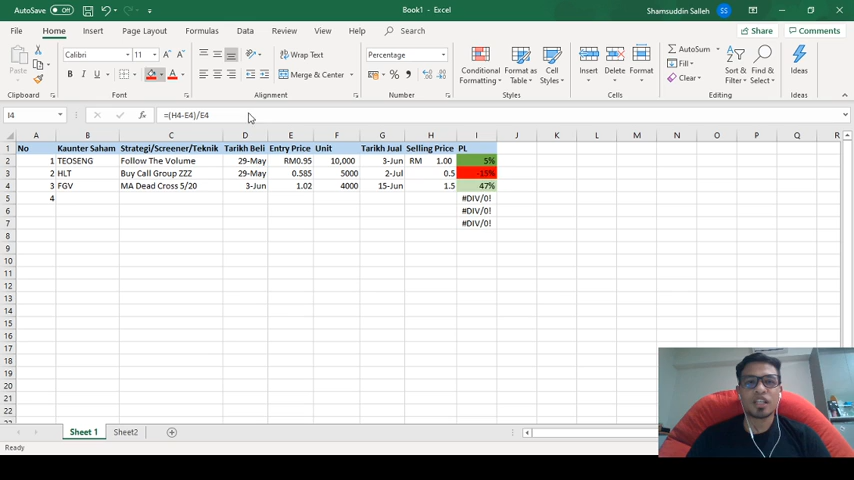 AutoSave Off Book1 - Excel Shamsuddin Salleh SS
File Home Insert Page Layout Formulas Data Review View Help Search Share Comments
Calibri 11 Wrap Text Percentage AutoSum
Fill
Paste B I U Merge & Center $ % Conditional Formatting Format as Table Cell Styles Insert Delete Format Clear Sort & Filter Find & Select Ideas
Clipboard Font Alignment Number Styles Cells Editing Ideas
I4 fx =(H4-E4)/E4
A B C D E F G H I J K L M N O P Q R
1 No Kaunter Saham Strategi/Screener/Teknik Tarikh Beli Entry Price Unit Tarikh Jual Selling Price PL
2 1 TEOSENG Follow The Volume 29-May RM0.95 10,000 3-Jun RM 1.00 5%
3 2 HLT Buy Call Group ZZZ 29-May 0.585 5000 2-Jul 0.5 -15%
4 3 FGV MA Dead Cross 5/20 3-Jun 1.02 4000 15-Jun 1.5 47%
5 4 #DIV/0!
6 #DIV/0!
7 #DIV/0!
8
9
10
11
12
13
14
15
16
17
18
19
20
21
22
Sheet 1 Sheet2
Ready